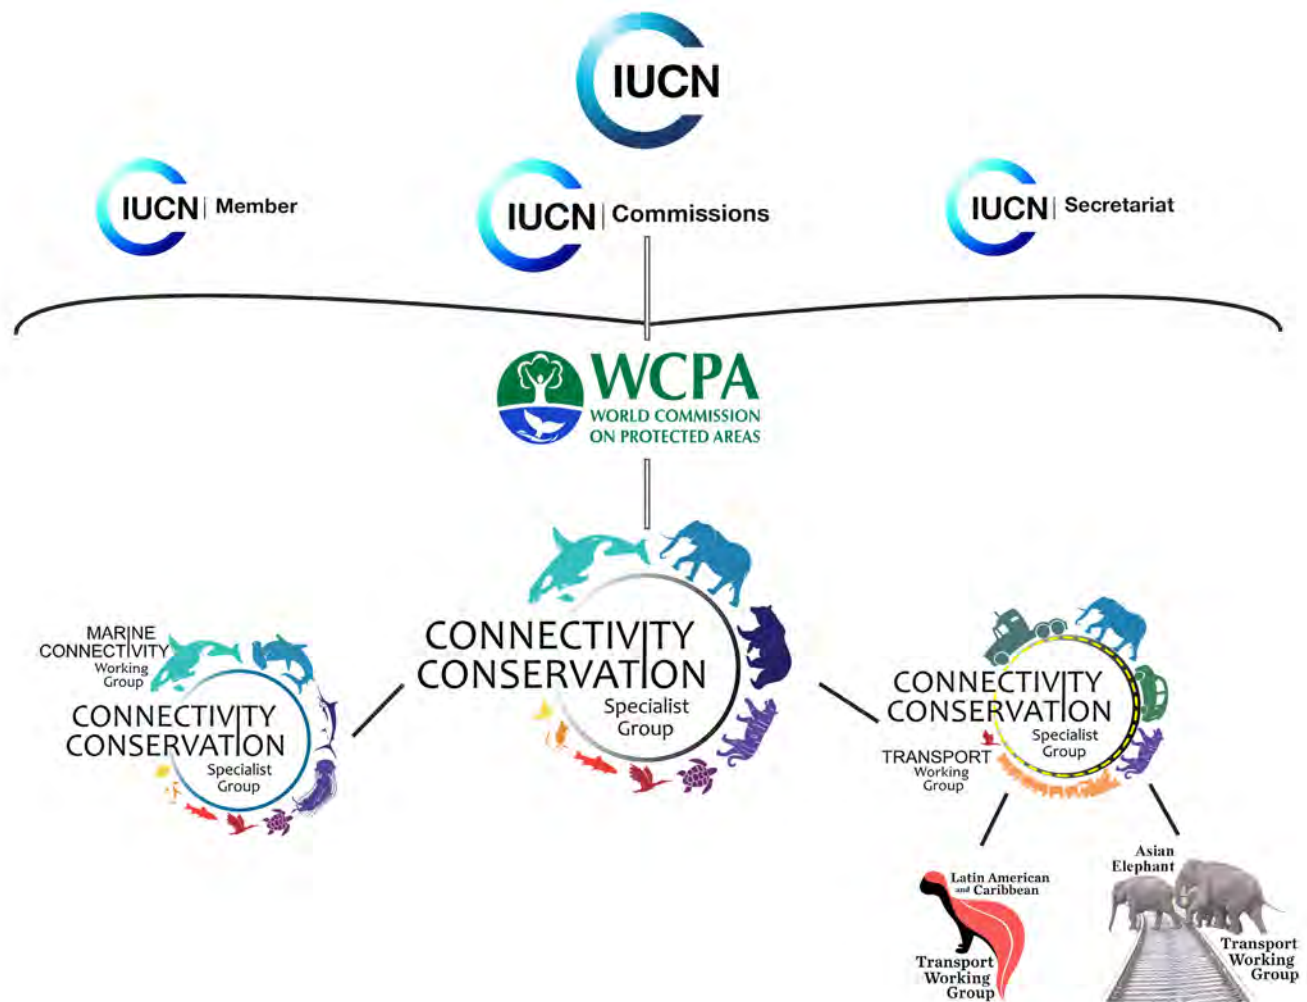 IUCN
IUCN | Member
IUCN | Commissions
IUCN | Secretariat
WCPA
WORLD COMMISSION
ON PROTECTED AREAS
CONNECTIVITY
CONSERVATION
Specialist
Group
MARINE
CONNECTIVITY
Working
Group
CONNECTIVITY
CONSERVATION
Specialist
Group
CONNECTIVITY
CONSERVATION
Specialist
Group
TRANSPORT
Working
Group
Latin American
and Caribbean
Transport
Working
Group
Asian
Elephant
Transport
Working
Group